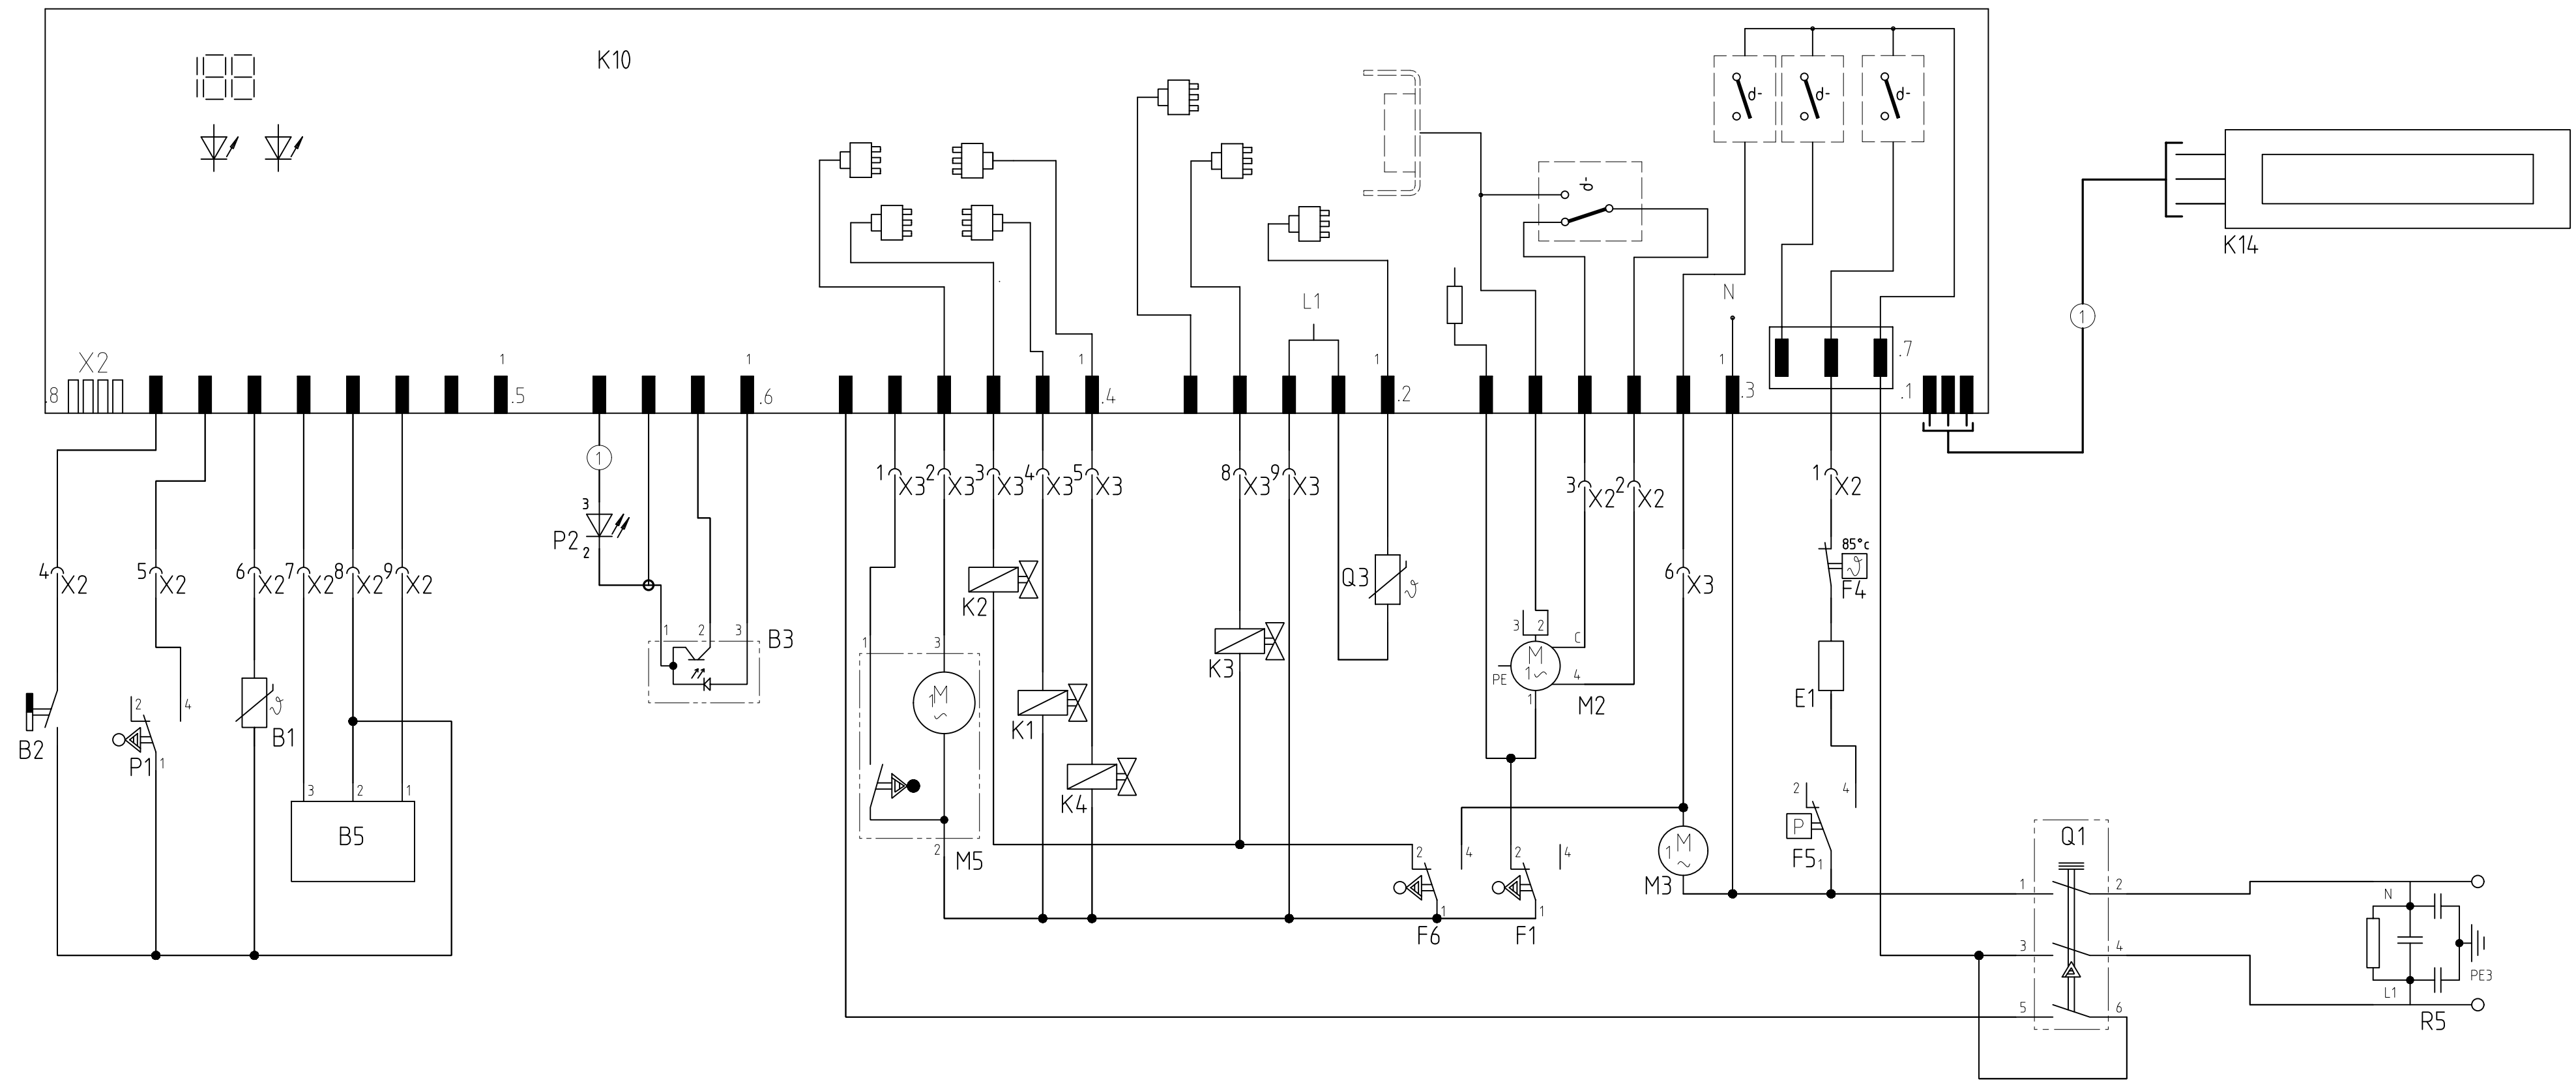 188
K10
d-
d-
d-
d-
K14
L1
N
1
X2
.8
1
.5
1
.6
1
.4
1
.2
1
.3
.7
.1
1
1
X3
2
X3
3
X3
4
X3
5
X3
8
X3
9
X3
3
X2
2
X2
1
X2
3
P2
2
85°c
ϑ
F4
4
X2
5
X2
6
X2
7
X2
8
X2
9
X2
6
X3
K2
Q3
ϑ
1
2
3
B3
1
3
3
2
C
M
1~
PE
4
1
M2
K3
E1
2
4
ϑ
B1
B2
P1
1
M
1~
K1
K4
3
2
1
B5
2
4
P
F5
1
Q1
2
M5
2
4
2
4
M
1~
M3
1
1
F6
F1
1
2
3
4
5
6
N
L1
PE3
R5